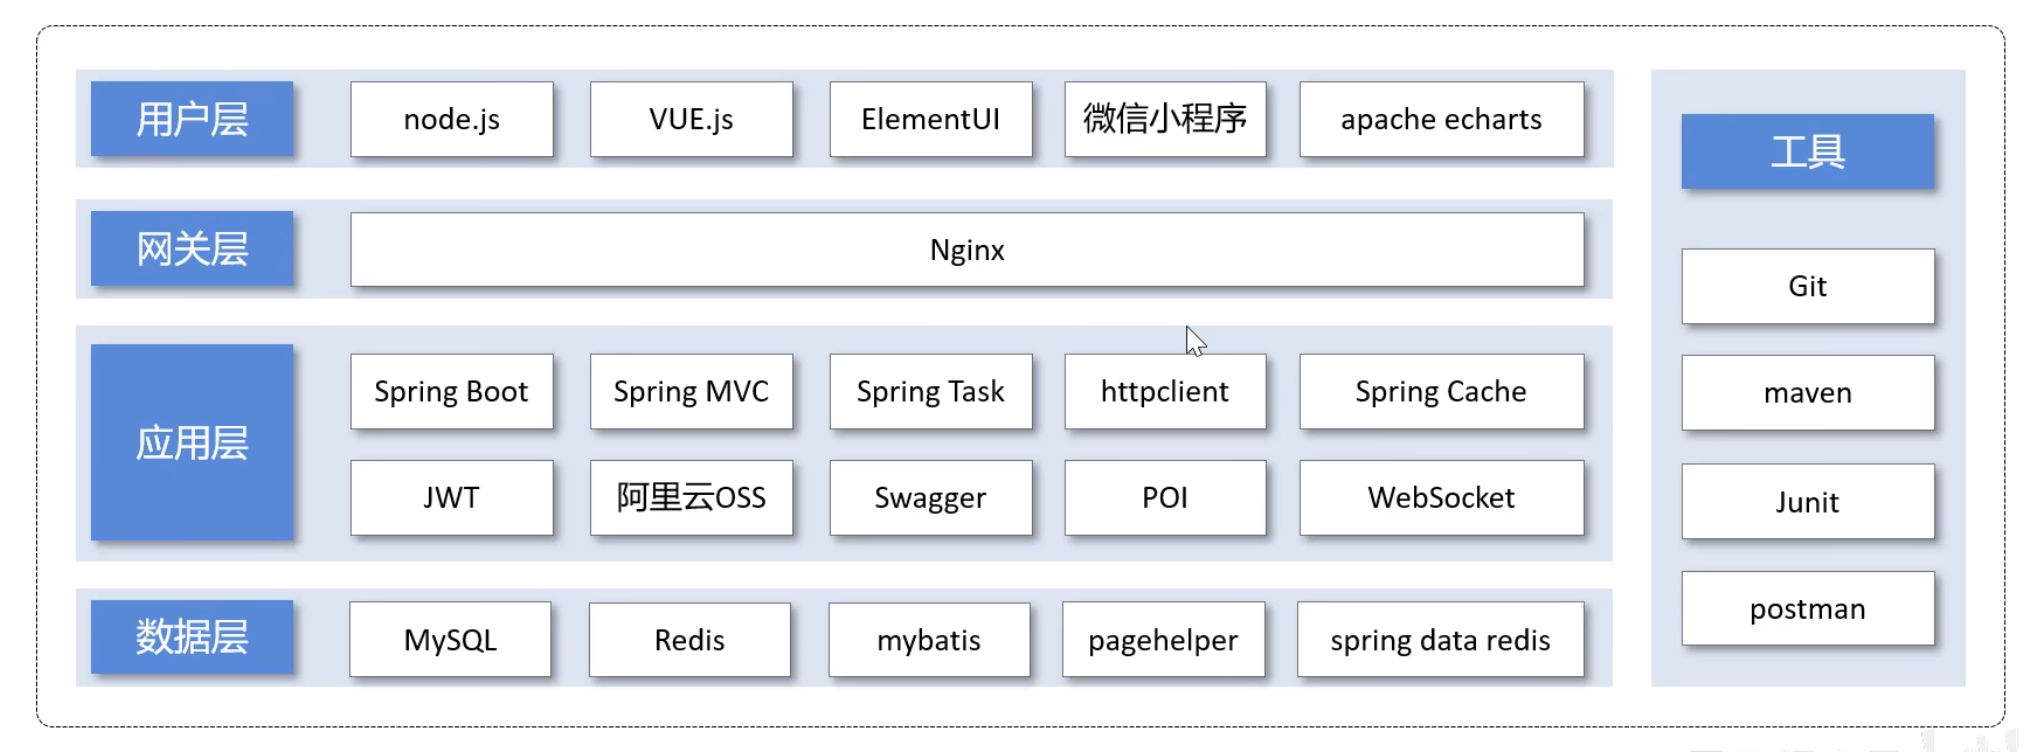 用户层
node.js
VUE.js
ElementUI
微信小程序
apache echarts
网关层
Nginx
应用层
Spring Boot
Spring MVC
Spring Task
httpclient
Spring Cache
JWT
阿里云OSS
Swagger
POI
WebSocket
数据层
MySQL
Redis
mybatis
pagehelper
spring data redis
工具
Git
maven
Junit
postman